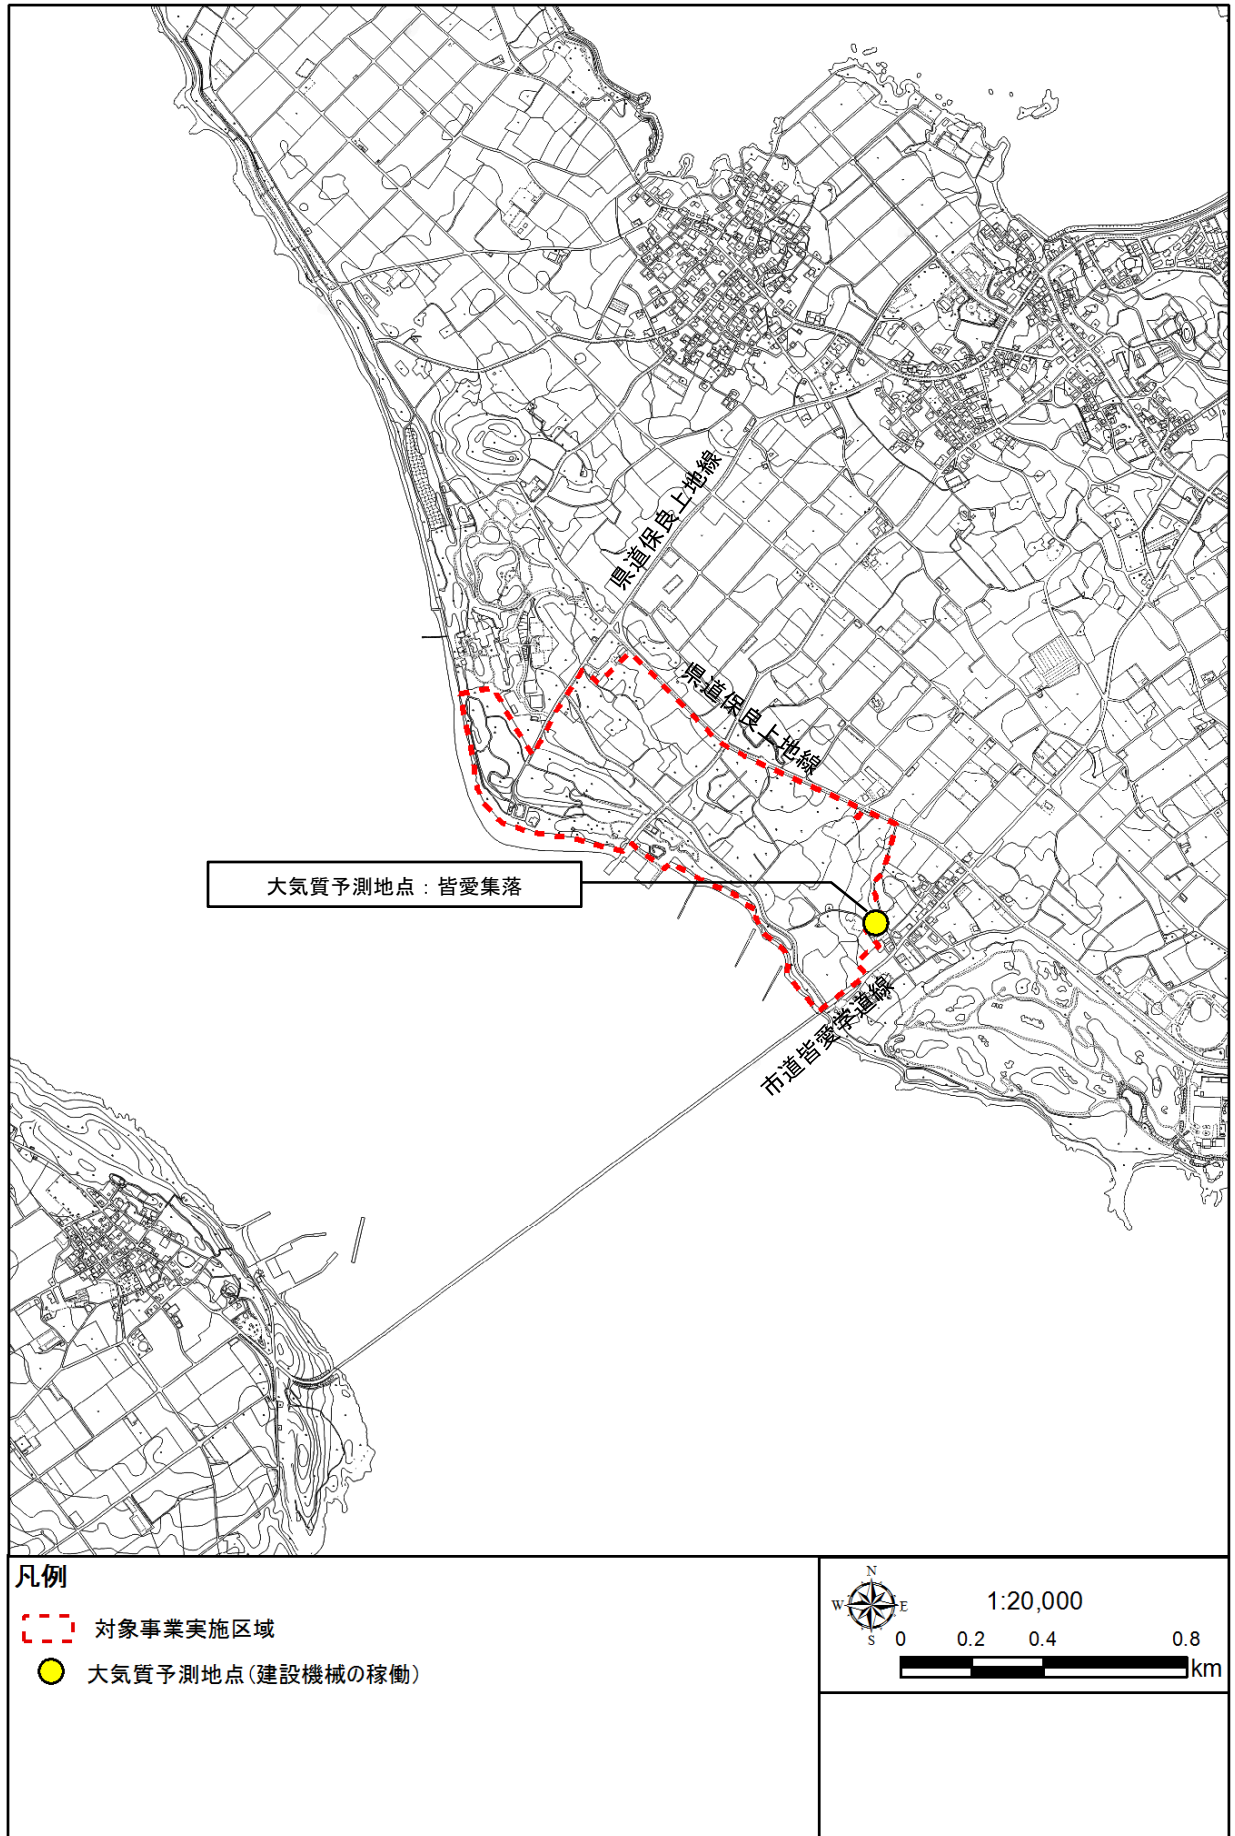 県道保良上地線
県道保良上地線
大気質予測地点：皆愛集落
市道皆愛学道線
凡例
対象事業実施区域
大気質予測地点（建設機械の稼働）
N
W E
S
1:20,000
0 0.2 0.4 0.8
km